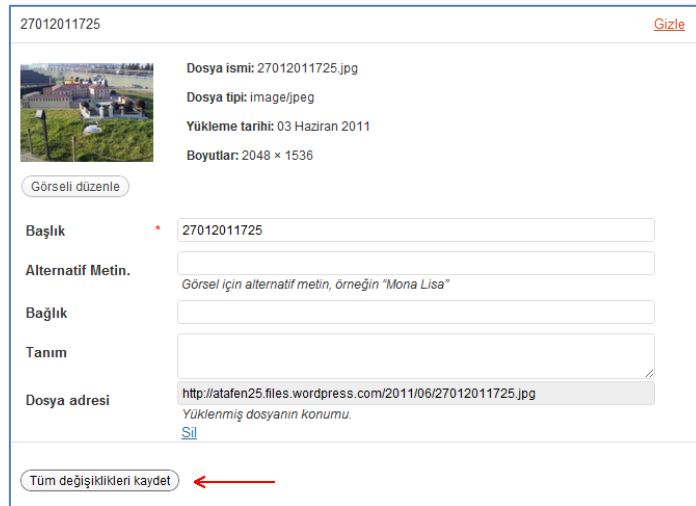 27012011725 Gizle
Dosya ismi: 27012011725.jpg
Dosya tipi: image/jpeg
Yükleme tarihi: 03 Haziran 2011
Boyutlar: 2048 × 1536
Görseli düzenle
Başlık * 27012011725
Alternatif Metin.
Görsel için alternatif metin, örneğin “Mona Lisa”
Bağlık
Tanım
Dosya adresi http://atafen25.files.wordpress.com/2011/06/27012011725.jpg
Yüklenmiş dosyanın konumu.
Sil
Tüm değişiklikleri kaydet